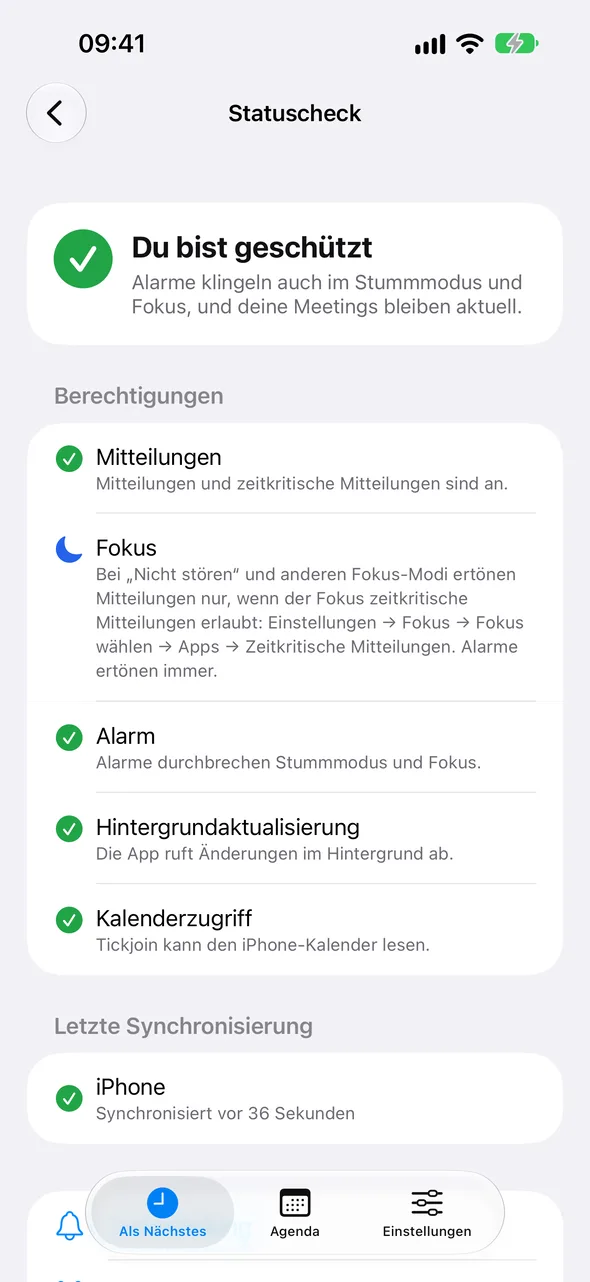 09:41
Statuscheck
Du bist geschützt
Alarme klingeln auch im Stummmodus und
Fokus, und deine Meetings bleiben aktuell.
Berechtigungen
Mitteilungen
Mitteilungen und zeitkritische Mitteilungen sind an.
Fokus
Bei „Nicht stören“ und anderen Fokus-Modi ertönen
Mitteilungen nur, wenn der Fokus zeitkritische
Mitteilungen erlaubt: Einstellungen → Fokus → Fokus
wählen → Apps → Zeitkritische Mitteilungen. Alarme
ertönen immer.
Alarm
Alarme durchbrechen Stummmodus und Fokus.
Hintergrundaktualisierung
Die App ruft Änderungen im Hintergrund ab.
Kalenderzugriff
Tickjoin kann den iPhone-Kalender lesen.
Letzte Synchronisierung
iPhone
Synchronisiert vor 36 Sekunden
Als Nächstes
Agenda
Einstellungen